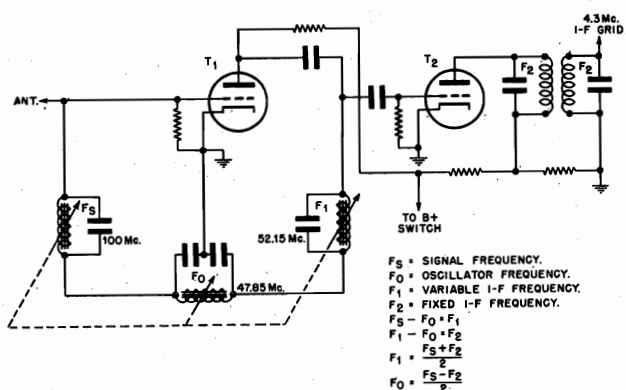 4.3 Mc.
I-F GRID
T1
T2
F2
F2
ANT.
FS
100 Mc.
F1
52.15 Mc.
FO
47.85 Mc.
TO B+
SWITCH
FS = SIGNAL FREQUENCY.
FO = OSCILLATOR FREQUENCY.
F1 = VARIABLE I-F FREQUENCY.
F2 = FIXED I-F FREQUENCY.
FS - FO = F1
F1 - FO = F2
F1 = FS+F2
2
FO = FS-F2
2